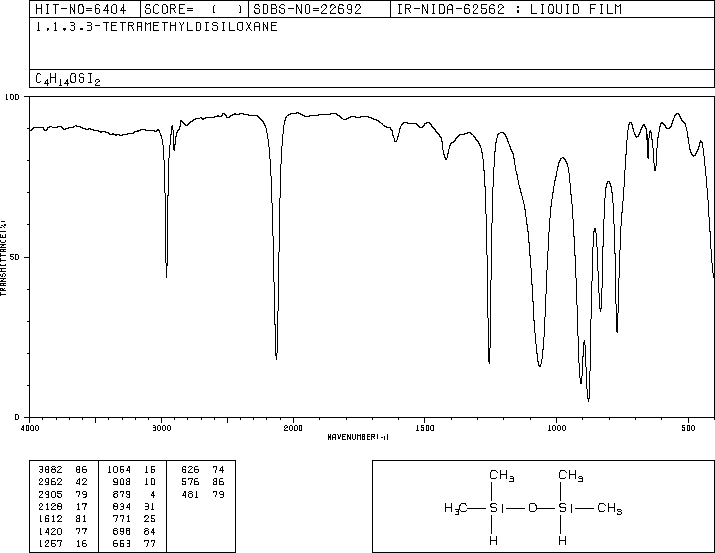 HIT-NO=6404 SCORE= ( ) SDBS-NO=22692 IR-NIDA-62562 : LIQUID FILM
1,1,3,3-TETRAMETHYLDISILOXANE
C4H14OSI2
100
50
0
TRANSMITTANCE(%)
4000 3000 2000 1500 1000 500
WAVENUMBER(-1)
3882 86 1064 16 626 74
2962 42 908 10 576 86
2905 79 879 4 481 79
2128 17 834 31
1612 81 771 25
1420 77 698 84
1257 16 653 77
CH3 CH3
H3C Si O Si CH3
H H